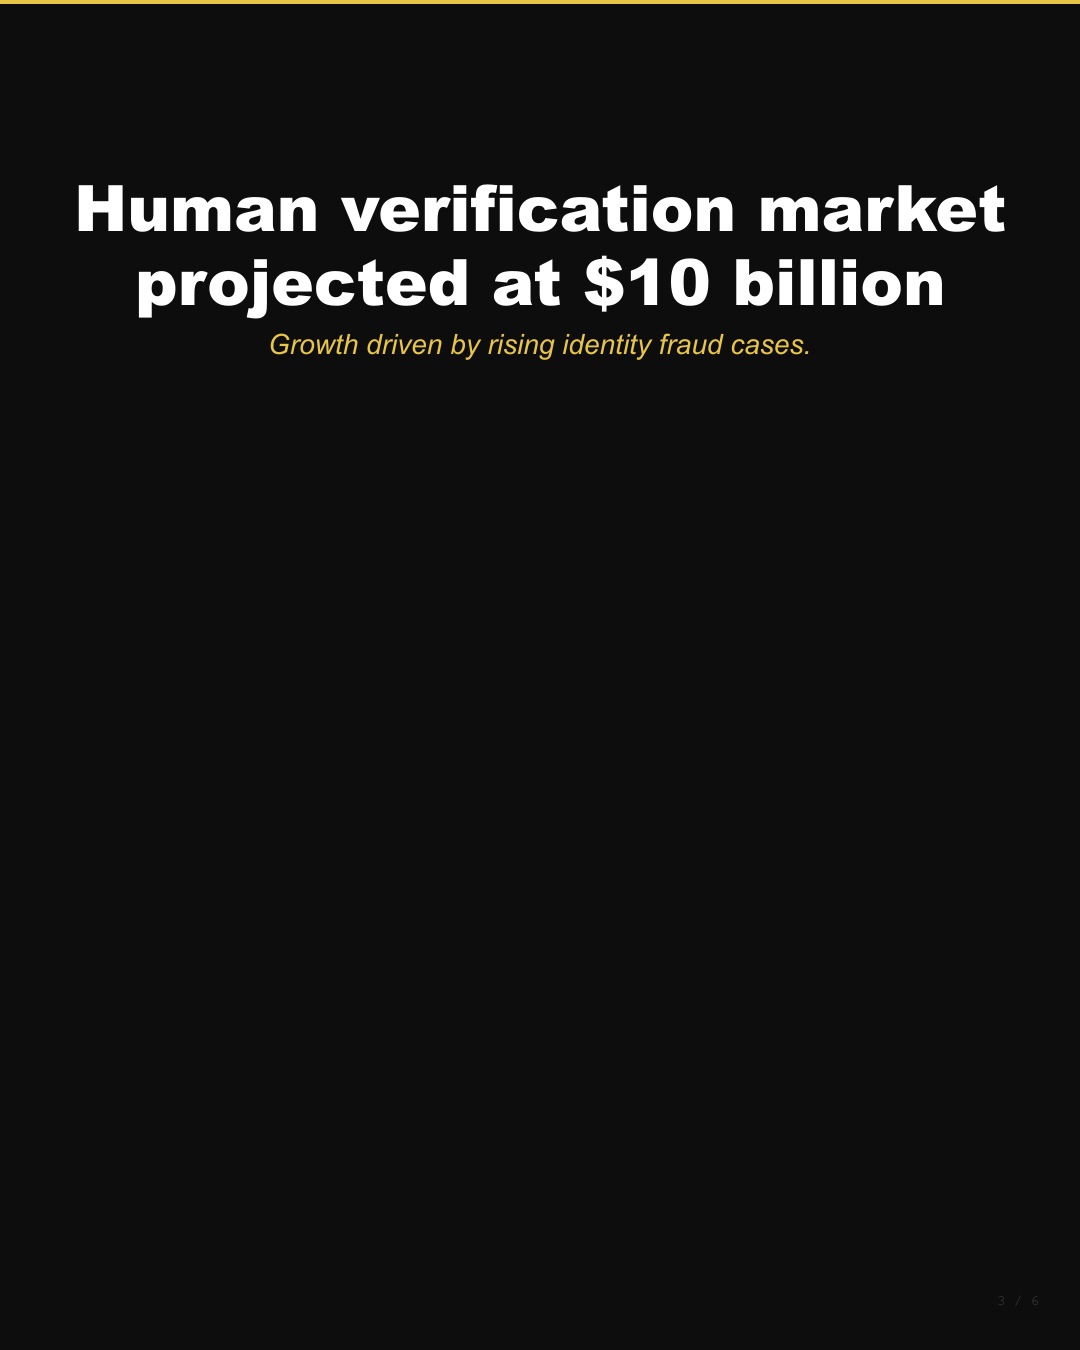 Human verification market
projected at $10 billion
Growth driven by rising identity fraud cases.
3 / 6